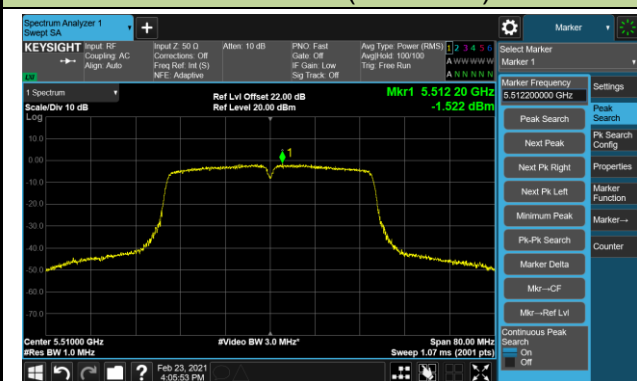 Spectrum Analyzer 1
Swept SA
Marker
KEYSIGHT
Input: RF
Coupling: AC
Align: Auto
Input Z: 50 Ω
Corrections: Off
Freq Ref: Int (S)
NFE: Adaptive
Atten: 10 dB
PNO: Fast
Gate: Off
IF Gain: Low
Sig Track: Off
Avg Type: Power (RMS)
Avg|Hold: 100/100
Trig: Free Run
1 2 3 4 5 6
A W W W W W
A N N N N N
Select Marker
Marker 1
1 Spectrum
Scale/Div 10 dB
Log
Ref Lvl Offset 22.00 dB
Ref Level 20.00 dBm
Mkr1 5.512 20 GHz
-1.522 dBm
10.0
0.00
-10.0
-20.0
-30.0
-40.0
-50.0
-60.0
-70.0
1
Center 5.51000 GHz
#Res BW 1.0 MHz
#Video BW 3.0 MHz*
Span 80.00 MHz
Sweep 1.07 ms (2001 pts)
Marker Frequency
5.512200000 GHz
Peak Search
Next Peak
Next Pk Right
Next Pk Left
Minimum Peak
Pk-Pk Search
Marker Delta
Mkr→CF
Mkr→Ref Lvl
Continuous Peak
Search
On
Off
Settings
Peak
Search
Pk Search
Config
Properties
Marker
Function
Marker→
Counter
Feb 23, 2021
4:05:53 PM